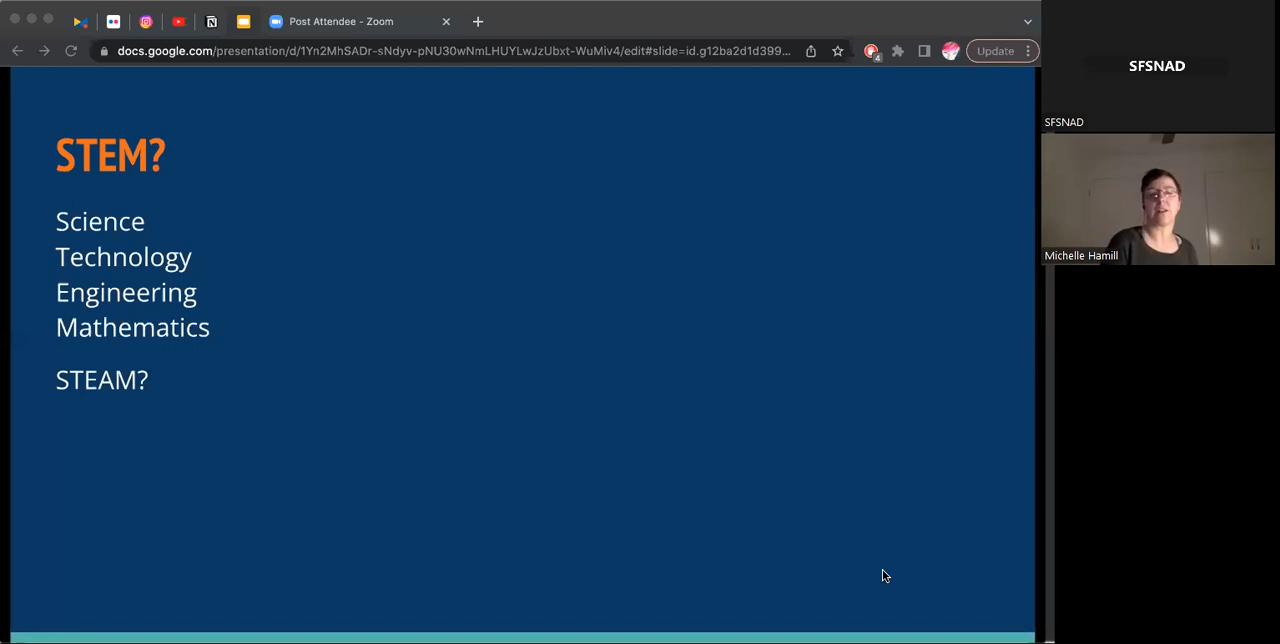 Post Attendee - Zoom
docs.google.com/presentation/d/1Yn2MhSADr-sNdyv-pNU30wNmLHUYLwJzUbxt-WuMiv4/edit#slide=id.g12ba2d1d399...
4
Update
STEM?
Science
Technology
Engineering
Mathematics
STEAM?
SFSNAD
SFSNAD
Michelle Hamill